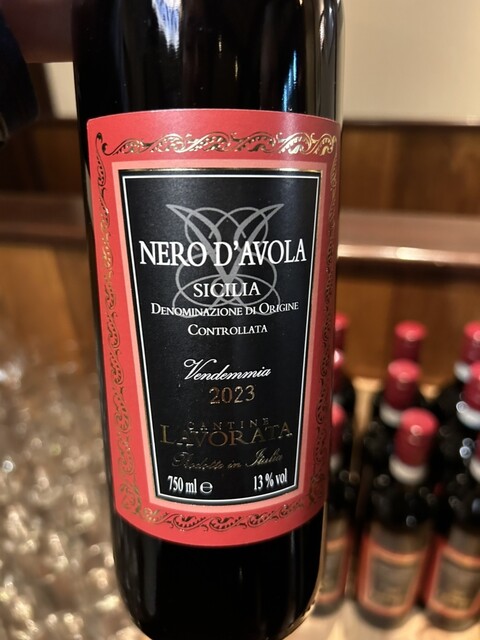 NERO D'AVOLA
SICILIA
DENOMINAZIONE DI ORIGINE
CONTROLLATA
Vendemmia
2023
CANTINE
LAVORATA
Prodotto in Italia
750 ml ℮ 13 % vol